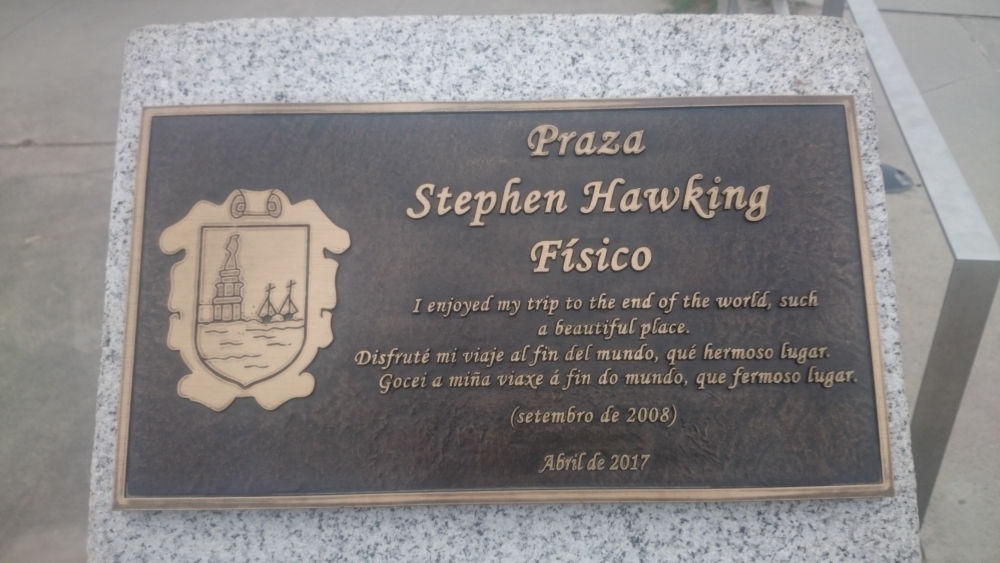 Praza
Stephen Hawking
Físico
I enjoyed my trip to the end of the world, such
a beautiful place.
Disfruté mi viaje al fin del mundo, qué hermoso lugar.
Gocei a miña viaxe á fin do mundo, que fermoso lugar.
(setembro de 2008)
Abril de 2017